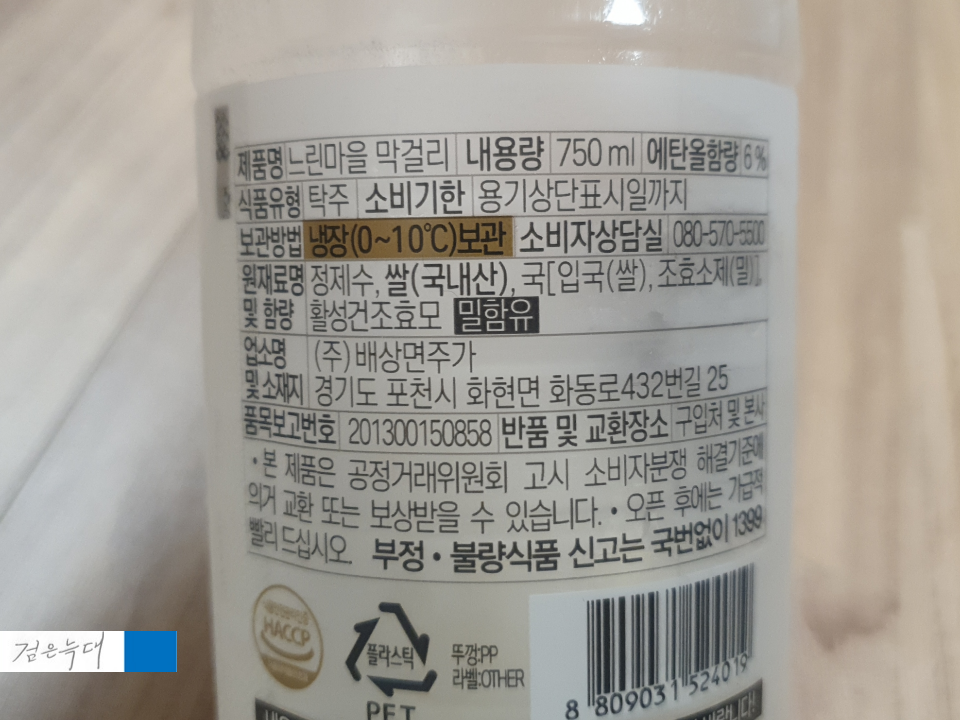 제품명 느린마을 막걸리 내용량 750 ml 에탄올함량 6 %
식품유형 탁주 소비기한 용기상단표시일까지
보관방법 냉장(0~10℃)보관 소비자상담실 080-570-5500
원재료명 정제수, 쌀(국내산), 국[입국(쌀), 조효소제(밀)],
및 함량 활성건조효모 밀함유
업소명 (주) 배상면주가
및 소재지 경기도 포천시 화현면 화동로432번길 25
품목보고번호 201300150858 반품 및 교환장소 구입처 및 본사
• 본 제품은 공정거래위원회 고시 소비자분쟁 해결기준에
의거 교환 또는 보상받을 수 있습니다. • 오픈 후에는 가급적
빨리 드십시오. 부정 • 불량식품 신고는 국번없이 1399
HACCP
플라스틱
PET
뚜껑:PP
라벨:OTHER
8 809031 524019
검은늑대